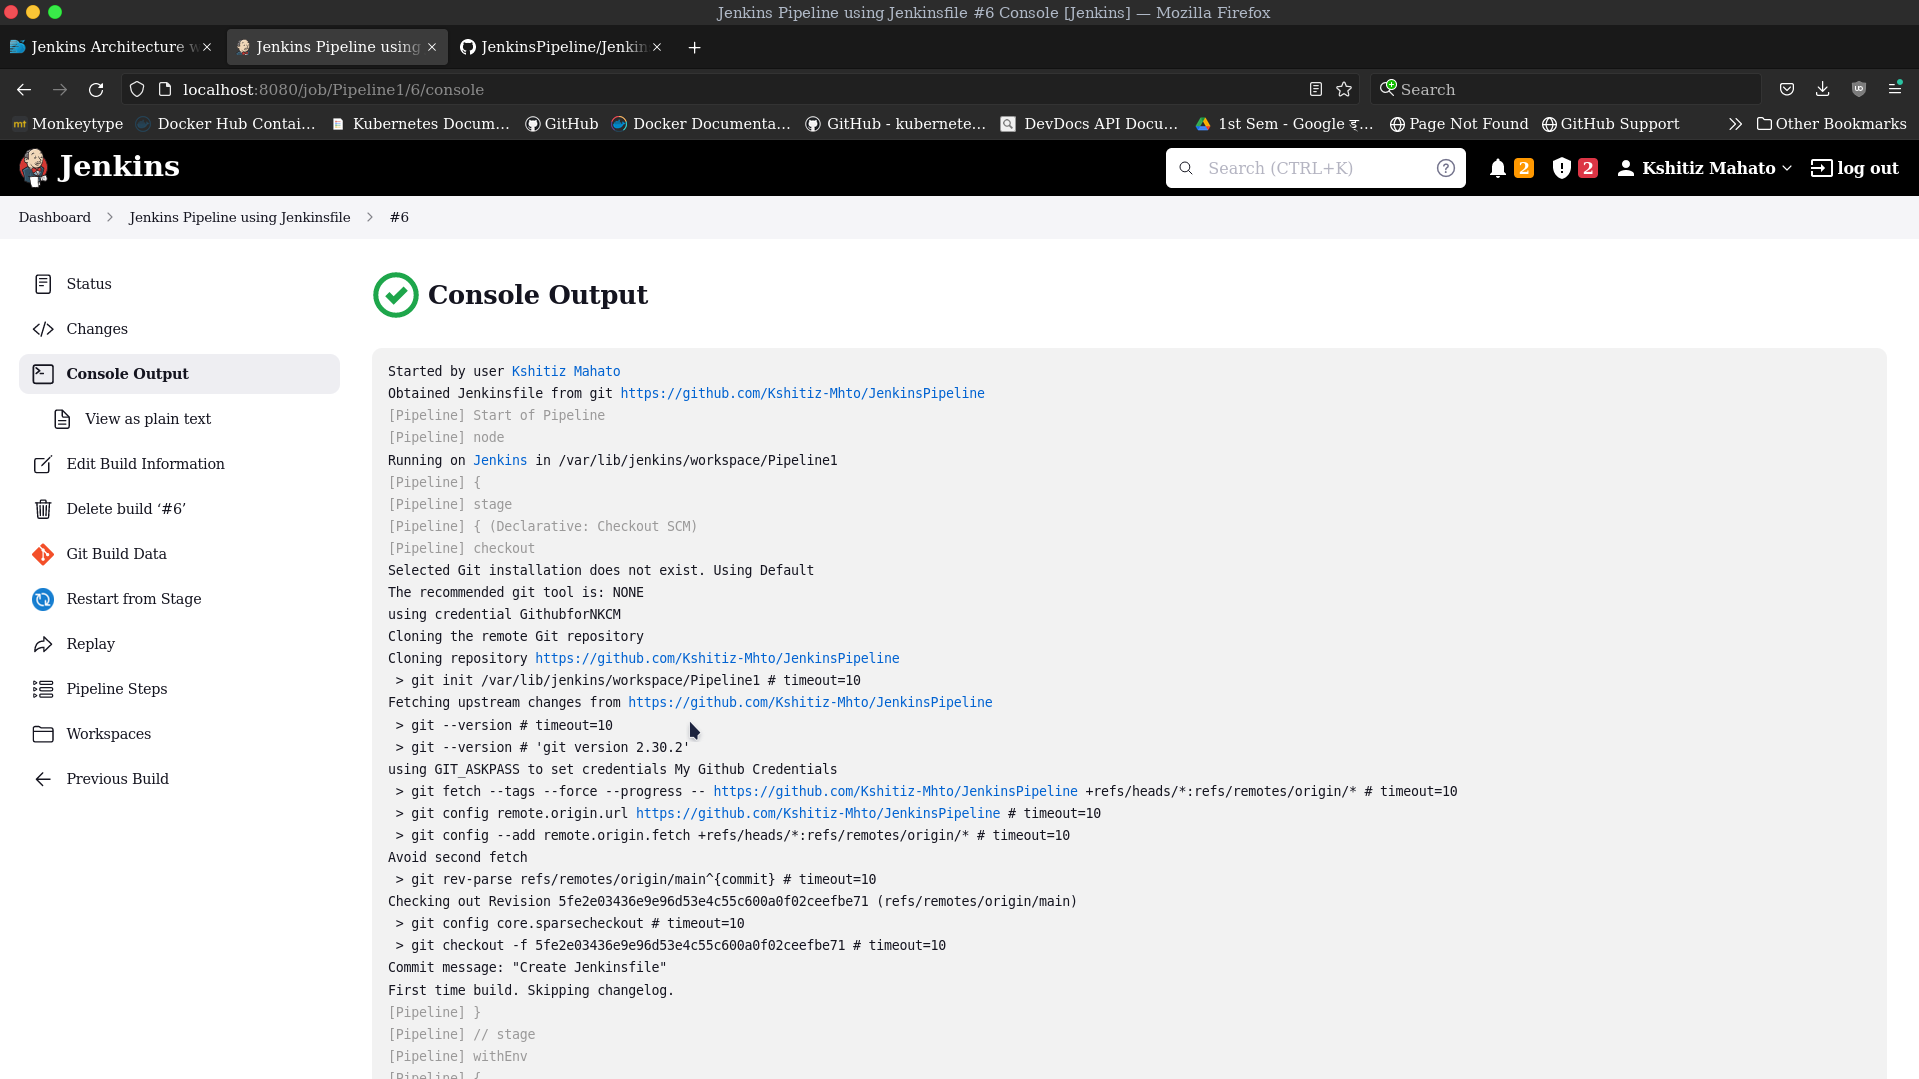 Jenkins Pipeline using Jenkinsfile #6 Console [Jenkins] — Mozilla Firefox
Jenkins Architecture w
Jenkins Pipeline using
JenkinsPipeline/Jenkin
localhost:8080/job/Pipeline1/6/console
Search
Monkeytype
Docker Hub Contai...
Kubernetes Docum...
GitHub
Docker Documenta...
GitHub - kubernete...
DevDocs API Docu...
1st Sem - Google ड्...
Page Not Found
GitHub Support
Other Bookmarks
Jenkins
Search (CTRL+K)
2
2
Kshitiz Mahato
log out
Dashboard
Jenkins Pipeline using Jenkinsfile
#6
Status
Changes
Console Output
View as plain text
Edit Build Information
Delete build ‘#6’
Git Build Data
Restart from Stage
Replay
Pipeline Steps
Workspaces
Previous Build
Console Output
Started by user Kshitiz Mahato
Obtained Jenkinsfile from git https://github.com/Kshitiz-Mhto/JenkinsPipeline
[Pipeline] Start of Pipeline
[Pipeline] node
Running on Jenkins in /var/lib/jenkins/workspace/Pipeline1
[Pipeline] {
[Pipeline] stage
[Pipeline] { (Declarative: Checkout SCM)
[Pipeline] checkout
Selected Git installation does not exist. Using Default
The recommended git tool is: NONE
using credential GithubforNKCM
Cloning the remote Git repository
Cloning repository https://github.com/Kshitiz-Mhto/JenkinsPipeline
> git init /var/lib/jenkins/workspace/Pipeline1 # timeout=10
Fetching upstream changes from https://github.com/Kshitiz-Mhto/JenkinsPipeline
> git --version # timeout=10
> git --version # 'git version 2.30.2'
using GIT_ASKPASS to set credentials My Github Credentials
> git fetch --tags --force --progress -- https://github.com/Kshitiz-Mhto/JenkinsPipeline +refs/heads/*:refs/remotes/origin/* # timeout=10
> git config remote.origin.url https://github.com/Kshitiz-Mhto/JenkinsPipeline # timeout=10
> git config --add remote.origin.fetch +refs/heads/*:refs/remotes/origin/* # timeout=10
Avoid second fetch
> git rev-parse refs/remotes/origin/main^{commit} # timeout=10
Checking out Revision 5fe2e03436e9e96d53e4c55c600a0f02ceefbe71 (refs/remotes/origin/main)
> git config core.sparsecheckout # timeout=10
> git checkout -f 5fe2e03436e9e96d53e4c55c600a0f02ceefbe71 # timeout=10
Commit message: "Create Jenkinsfile"
First time build. Skipping changelog.
[Pipeline] }
[Pipeline] // stage
[Pipeline] withEnv
[Pipeline] {